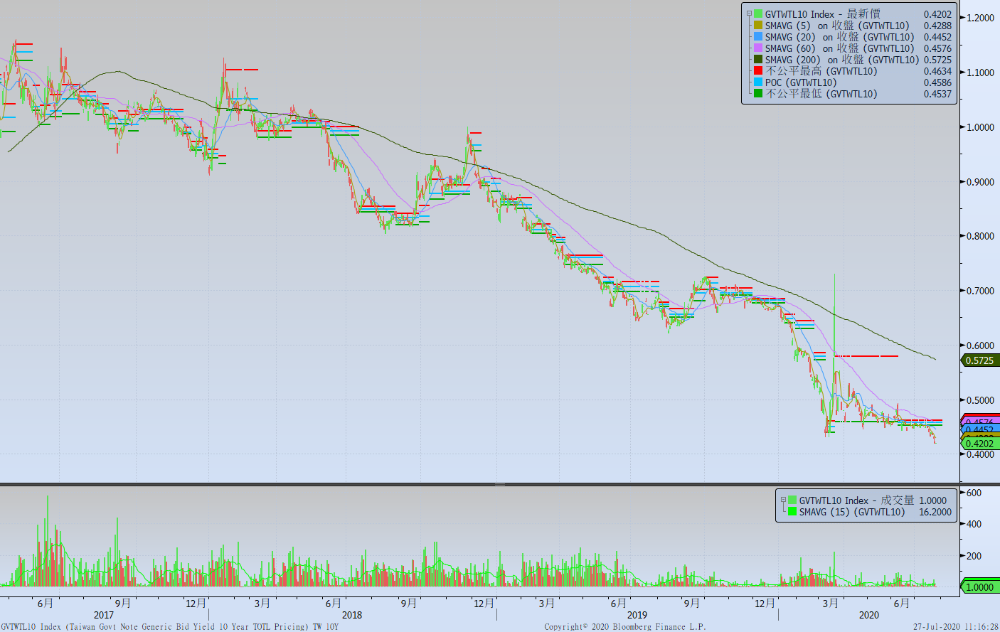 GVTWTL10 Index - 最新價 0.4202
SMAVG (5) on 收盤 (GVTWTL10) 0.4288
SMAVG (20) on 收盤 (GVTWTL10) 0.4452
SMAVG (60) on 收盤 (GVTWTL10) 0.4576
SMAVG (200) on 收盤 (GVTWTL10) 0.5725
不公平最高 (GVTWTL10) 0.4634
POC (GVTWTL10) 0.4586
不公平最低 (GVTWTL10) 0.4537
1.2000
1.1000
1.0000
0.9000
0.8000
0.7000
0.6000
0.5725
0.5000
0.4576
0.4452
0.4202
0.4000
GVTWTL10 Index - 成交量 1.0000
SMAVG (15) (GVTWTL10) 16.2000
600
400
200
1.0000
6月 9月 12月 3月 6月 9月 12月 3月 6月 9月 12月 3月 6月
2017 2018 2019 2020
GVTWTL10 Index (Taiwan Govt Note Generic Bid Yield 10 Year TOTL Pricing) TW 10Y Copyright© 2020 Bloomberg Finance L.P. 27-Jul-2020 11:16:28